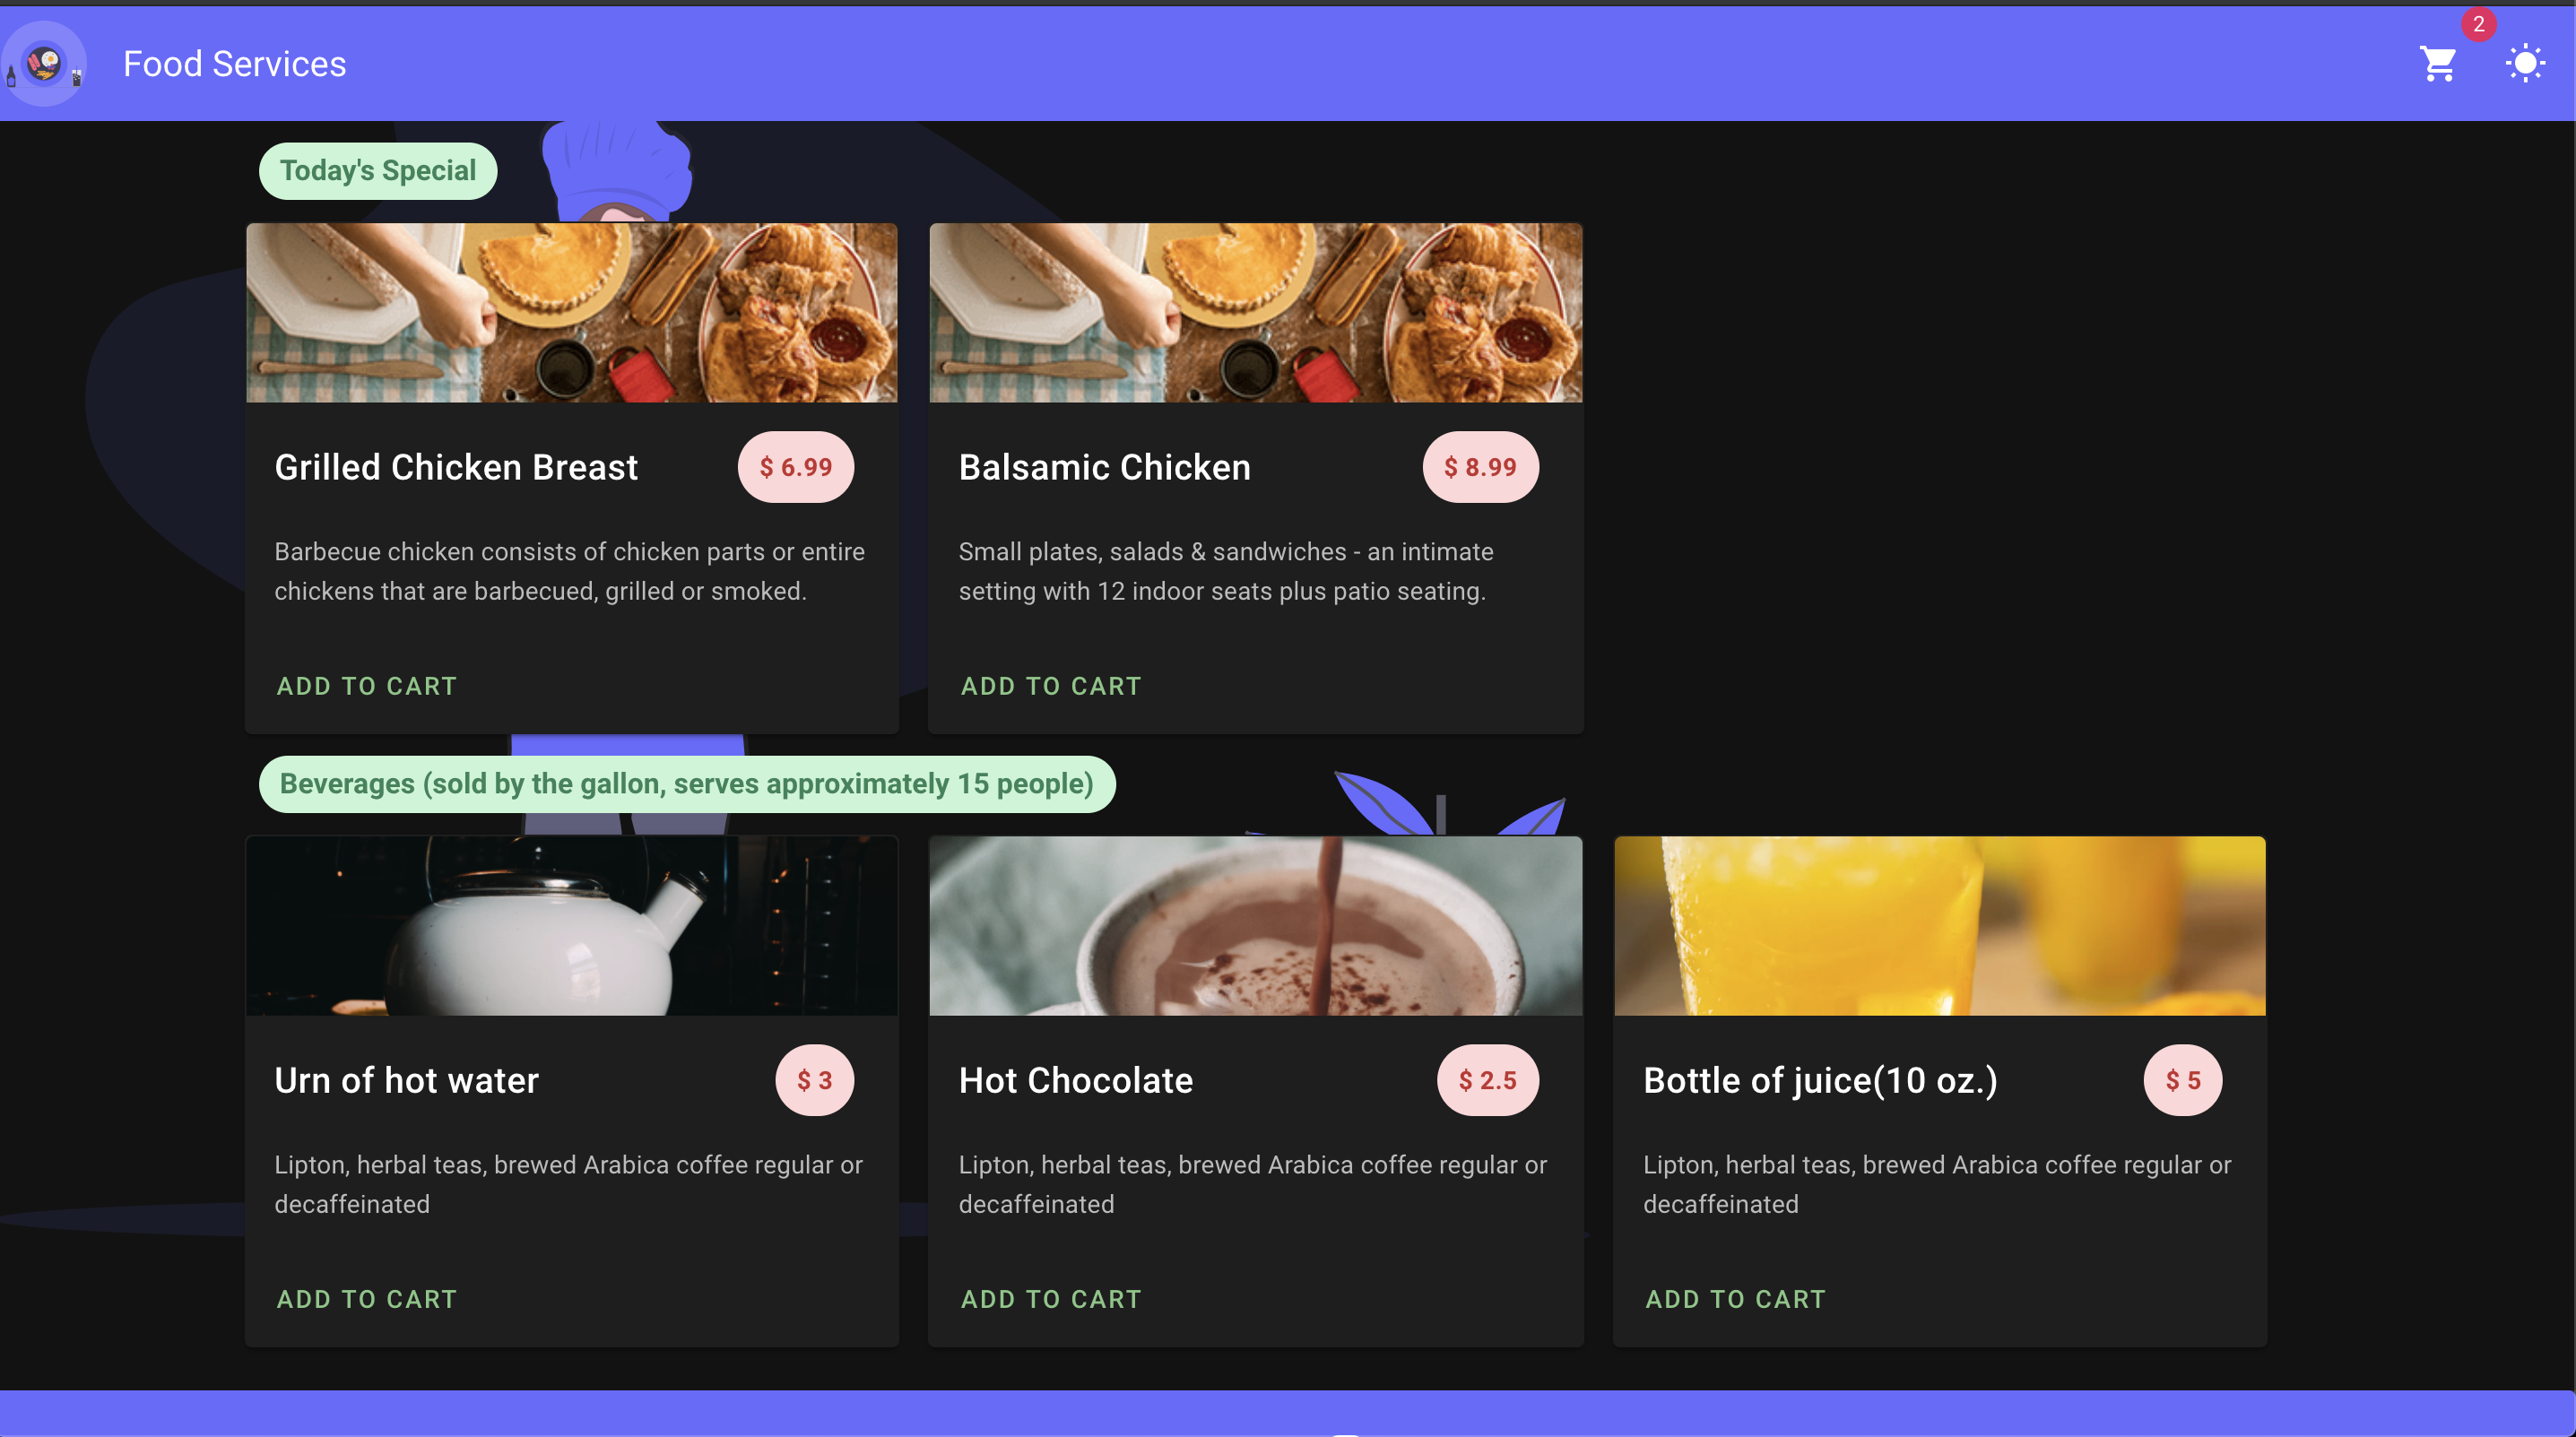 Food Services
2
Today's Special
Grilled Chicken Breast
$ 6.99
Barbecue chicken consists of chicken parts or entire
chickens that are barbecued, grilled or smoked.
ADD TO CART
Balsamic Chicken
$ 8.99
Small plates, salads & sandwiches - an intimate
setting with 12 indoor seats plus patio seating.
ADD TO CART
Beverages (sold by the gallon, serves approximately 15 people)
Urn of hot water
$ 3
Lipton, herbal teas, brewed Arabica coffee regular or
decaffeinated
ADD TO CART
Hot Chocolate
$ 2.5
Lipton, herbal teas, brewed Arabica coffee regular or
decaffeinated
ADD TO CART
Bottle of juice(10 oz.)
$ 5
Lipton, herbal teas, brewed Arabica coffee regular or
decaffeinated
ADD TO CART